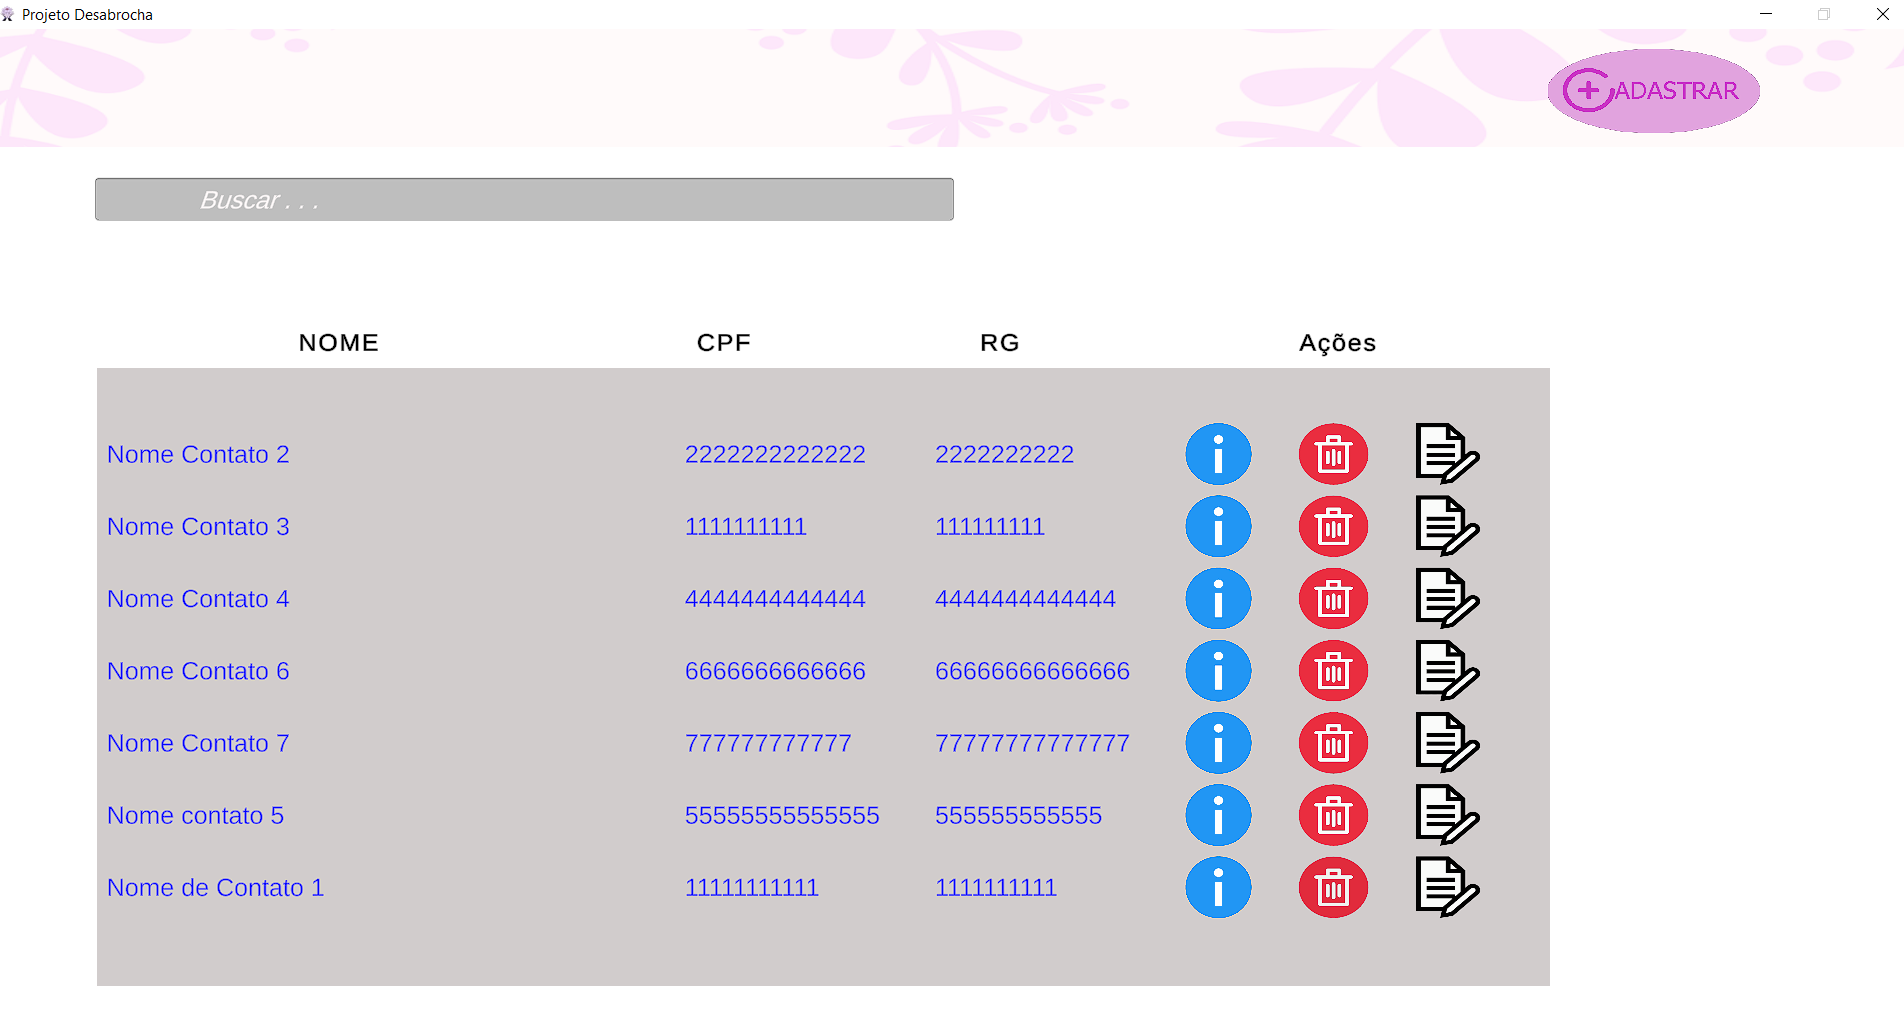 Projeto Desabrocha
CADASTRAR
Buscar . . .
NOME CPF RG Ações
Nome Contato 2 2222222222222 2222222222
Nome Contato 3 1111111111 111111111
Nome Contato 4 4444444444444 4444444444444
Nome Contato 6 6666666666666 66666666666666
Nome Contato 7 777777777777 77777777777777
Nome contato 5 55555555555555 555555555555
Nome de Contato 1 11111111111 1111111111